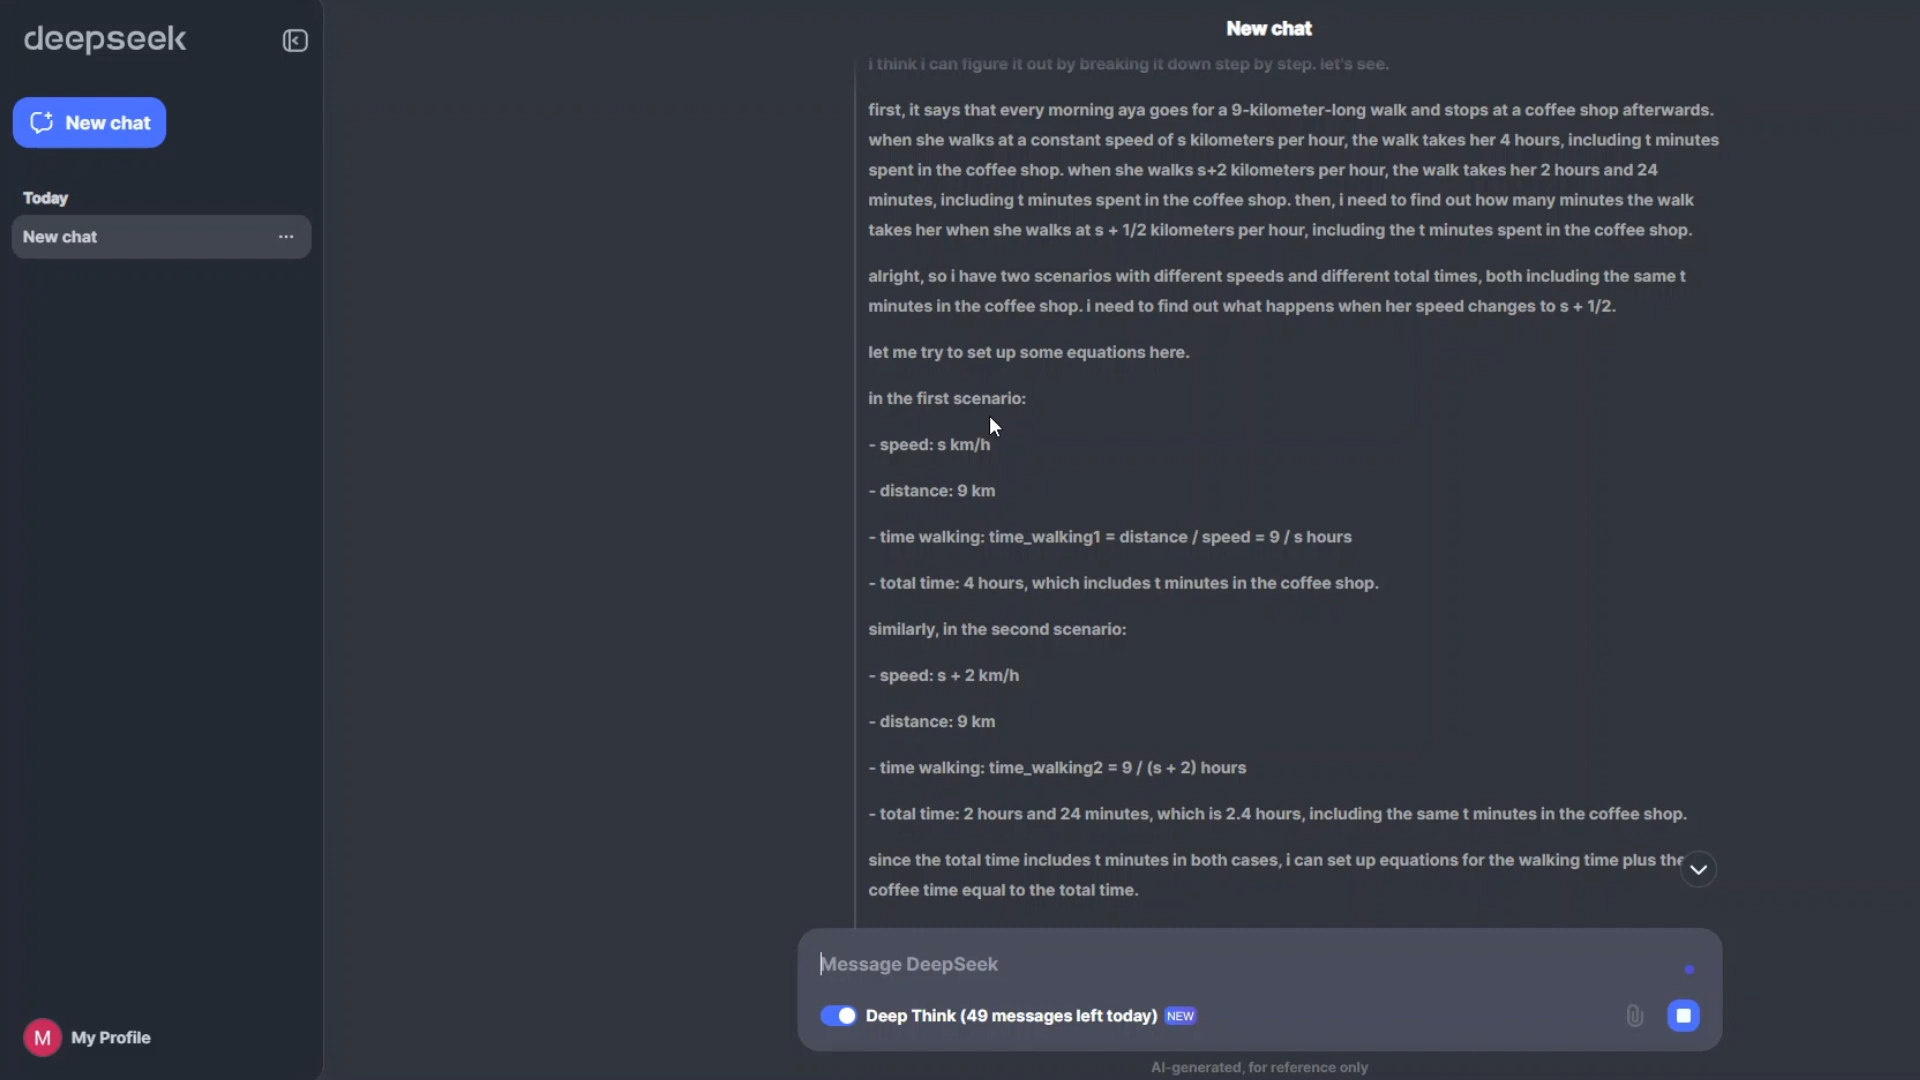 deepseek
New chat
Today
New chat
...
New chat
i think i can figure it out by breaking it down step by step. let's see.
first, it says that every morning aya goes for a 9-kilometer-long walk and stops at a coffee shop afterwards.
when she walks at a constant speed of s kilometers per hour, the walk takes her 4 hours, including t minutes
spent in the coffee shop. when she walks s+2 kilometers per hour, the walk takes her 2 hours and 24
minutes, including t minutes spent in the coffee shop. then, i need to find out how many minutes the walk
takes her when she walks at s + 1/2 kilometers per hour, including the t minutes spent in the coffee shop.
alright, so i have two scenarios with different speeds and different total times, both including the same t
minutes in the coffee shop. i need to find out what happens when her speed changes to s + 1/2.
let me try to set up some equations here.
in the first scenario:
- speed: s km/h
- distance: 9 km
- time walking: time_walking1 = distance / speed = 9 / s hours
- total time: 4 hours, which includes t minutes in the coffee shop.
similarly, in the second scenario:
- speed: s + 2 km/h
- distance: 9 km
- time walking: time_walking2 = 9 / (s + 2) hours
- total time: 2 hours and 24 minutes, which is 2.4 hours, including the same t minutes in the coffee shop.
since the total time includes t minutes in both cases, i can set up equations for the walking time plus the
coffee time equal to the total time.
Message DeepSeek
Deep Think (49 messages left today) NEW
M My Profile
AI-generated, for reference only